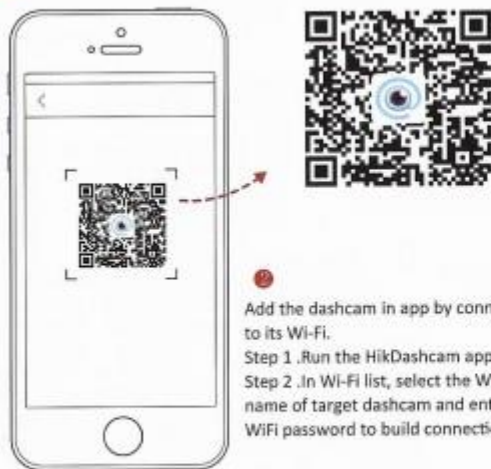 2
Add the dashcam in app by conn
to its Wi-Fi.
Step 1 .Run the HikDashcam app
Step 2 .In Wi-Fi list, select the W
name of target dashcam and ent
WiFi password to build connecti